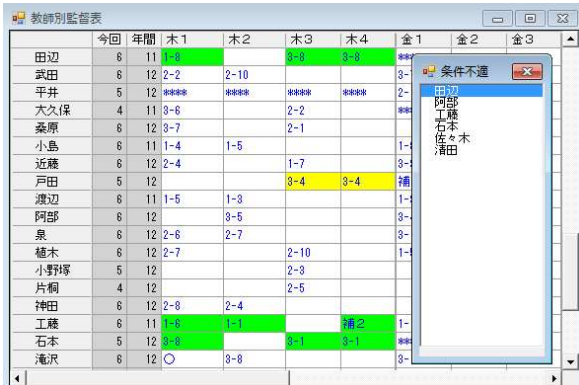 教師別監督表
今回 年間 木1 木2 木3 木4 金1 金2 金3
田辺 6 11 1-8 3-8 3-8
武田 6 12 2-2 2-10 3-
平井 5 12 **** **** **** **** 2-
大久保 4 11 3-6 2-2
桑原 6 12 3-7 2-1
小島 6 11 1-4 1-5 1-
近藤 6 12 2-4 1-7 3-
戸田 5 12 3-4 3-4 補
渡辺 6 11 1-5 1-3 1-
阿部 6 12 3-5 3-
泉 6 12 2-6 2-7 3-
植木 6 12 2-7 2-10 1-
小野塚 5 12 2-3
片桐 4 12 2-5
神田 6 12 2-8 2-4
工藤 6 11 1-6 1-1 補2 1-
石本 5 12 3-8 3-1 3-1 **
滝沢 6 12 ○ 3-8 3-
条件不適
田辺
阿部
工藤
石本
佐々木
清田